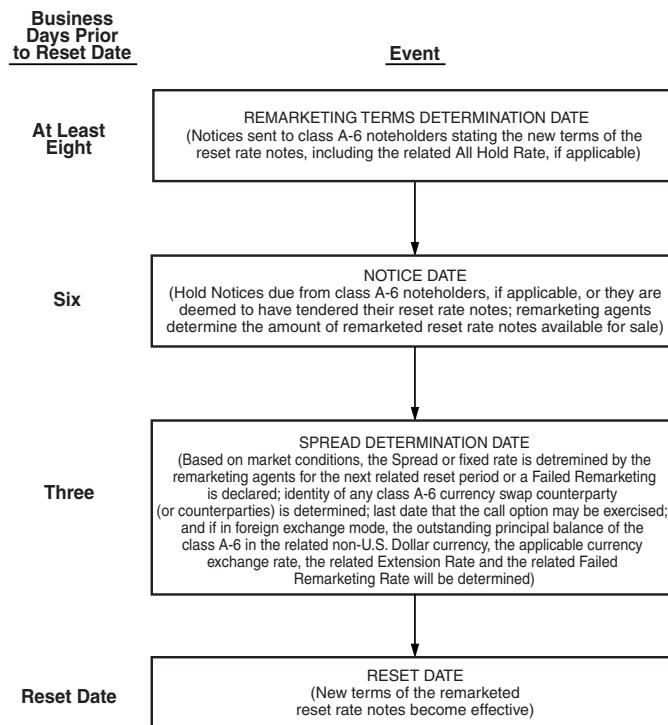 Business
Days Prior
to Reset Date
Event
At Least
Eight
REMARKETING TERMS DETERMINATION DATE
(Notices sent to class A-6 noteholders stating the new terms of the
reset rate notes, including the related All Hold Rate, if applicable)
Six
NOTICE DATE
(Hold Notices due from class A-6 noteholders, if applicable, or they are
deemed to have tendered their reset rate notes; remarketing agents
determine the amount of remarketed reset rate notes available for sale)
Three
SPREAD DETERMINATION DATE
(Based on market conditions, the Spread or fixed rate is detremined by the
remarketing agents for the next related reset period or a Failed Remarketing
is declared; identity of any class A-6 currency swap counterparty
(or counterparties) is determined; last date that the call option may be exercised;
and if in foreign exchange mode, the outstanding principal balance of the
class A-6 in the related non-U.S. Dollar currency, the applicable currency
exchange rate, the related Extension Rate and the related Failed
Remarketing Rate will be determined)
Reset Date
RESET DATE
(New terms of the remarketed
reset rate notes become effective)